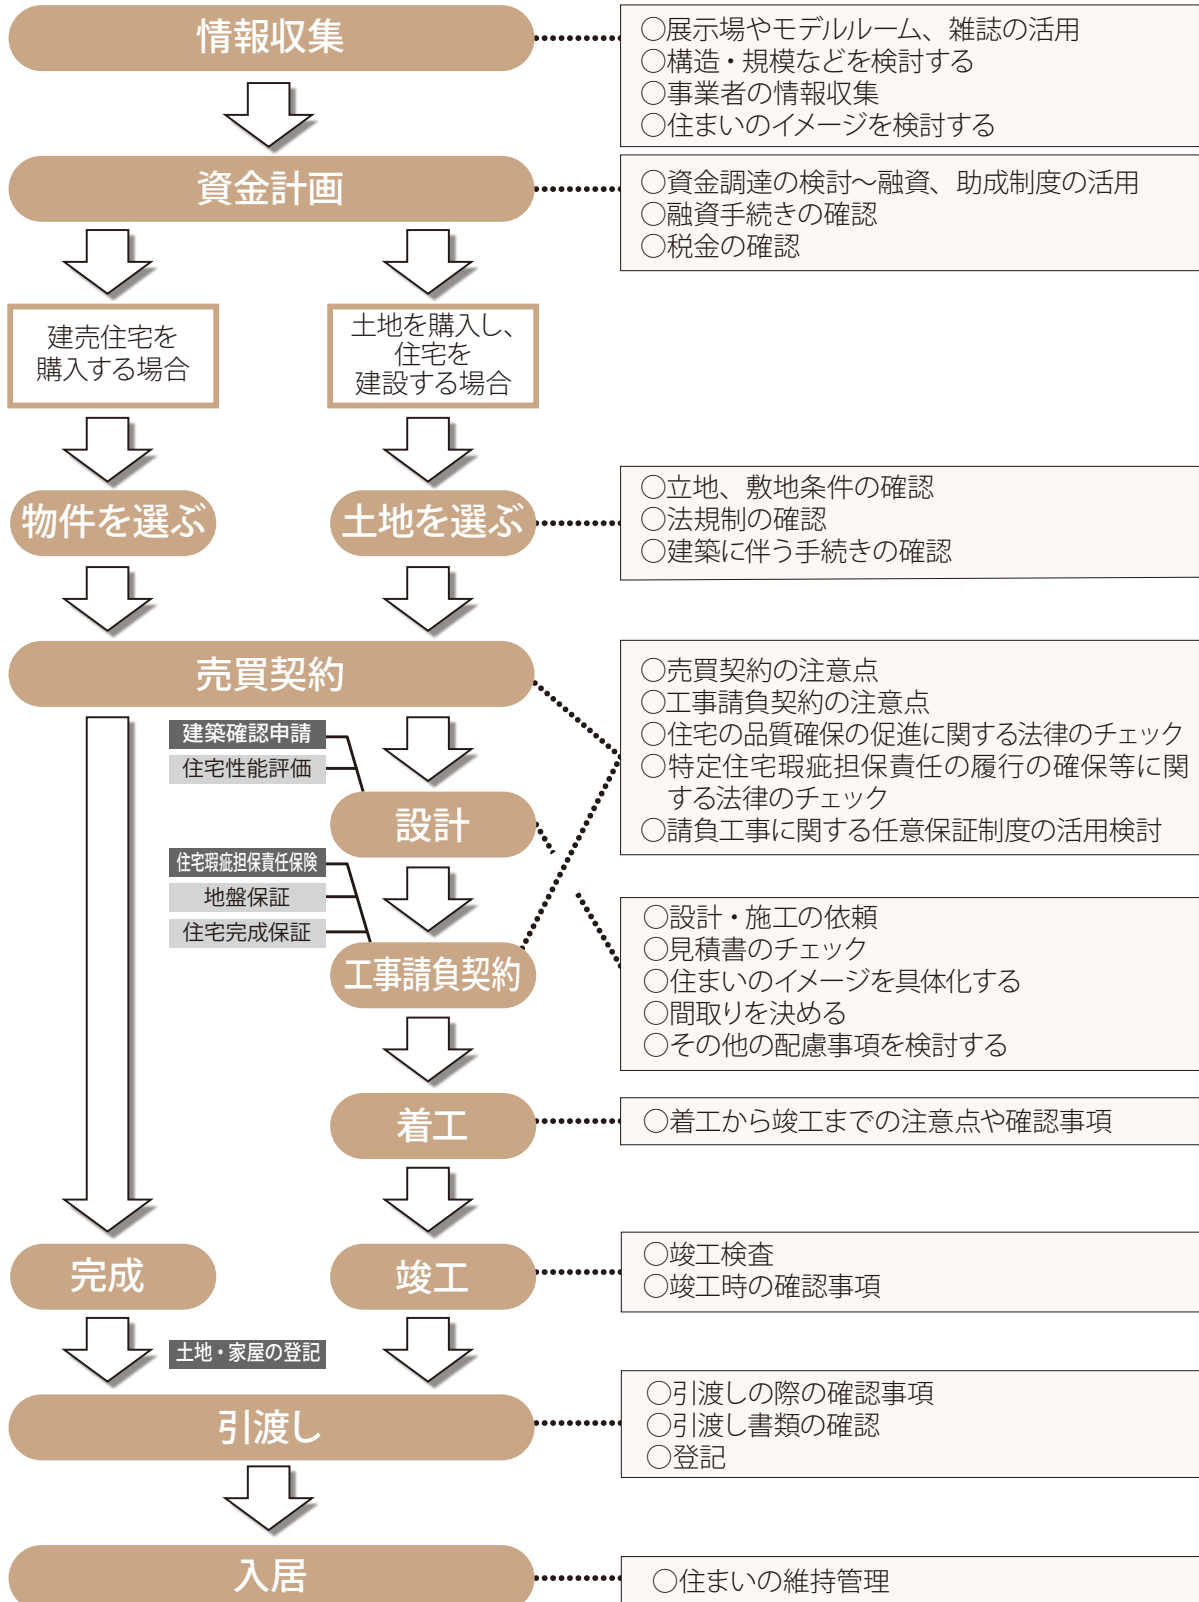 情報収集
○展示場やモデルルーム、雑誌の活用
○構造・規模などを検討する
○事業者の情報収集
○住まいのイメージを検討する
資金計画
○資金調達の検討～融資、助成制度の活用
○融資手続きの確認
○税金の確認
建売住宅を
購入する場合
土地を購入し、
住宅を
建設する場合
物件を選ぶ
土地を選ぶ
○立地、敷地条件の確認
○法規制の確認
○建築に伴う手続きの確認
売買契約
○売買契約の注意点
○工事請負契約の注意点
○住宅の品質確保の促進に関する法律のチェック
○特定住宅瑕疵担保責任の履行の確保等に関
する法律のチェック
○請負工事に関する任意保証制度の活用検討
建築確認申請
住宅性能評価
設計
住宅瑕疵担保責任保険
地盤保証
住宅完成保証
工事請負契約
○設計・施工の依頼
○見積書のチェック
○住まいのイメージを具体化する
○間取りを決める
○その他の配慮事項を検討する
着工
○着工から竣工までの注意点や確認事項
完成
竣工
○竣工検査
○竣工時の確認事項
土地・家屋の登記
引渡し
○引渡しの際の確認事項
○引渡し書類の確認
○登記
入居
○住まいの維持管理